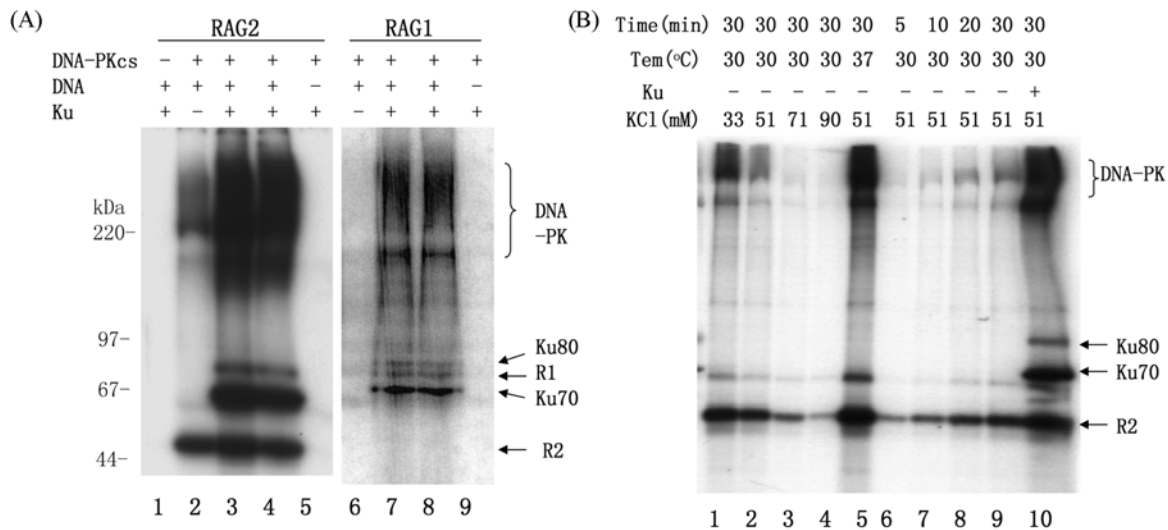 (A)
RAG2 RAG1
DNA-PKcs - + + + + + + + +
DNA + - + + - + + + -
Ku + - + + + - + + +
kDa
220-
97-
67-
44-
DNA
-PK
Ku80
R1
Ku70
R2
1 2 3 4 5 6 7 8 9
(B)
Time(min) 30 30 30 30 30 5 10 20 30 30
Tem(°C) 30 30 30 30 37 30 30 30 30 30
Ku - - - - - - - - - +
KCl(mM) 33 51 71 90 51 51 51 51 51 51
DNA-PK
Ku80
Ku70
R2
1 2 3 4 5 6 7 8 9 10